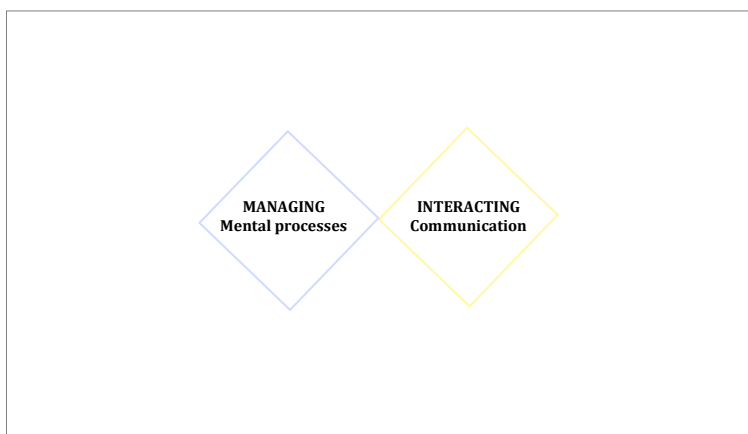 MANAGING
Mental processes
INTERACTING
Communication